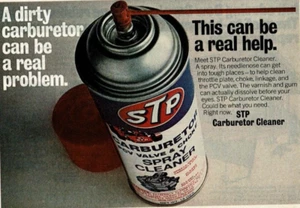 A dirty
carburetor
can be
a real
problem.
This can be
a real help.
Meet STP Carburetor Cleaner.
A spray. Its needlenose can get
into tough places – to help clean
throttle plate, choke, linkage, and
the PCV valve. The varnish and gum
can actually dissolve before your
eyes. STP Carburetor Cleaner.
Could be what you need.
Right now. STP
Carburetor Cleaner
STP
CARBURETOR
VALVE &
SPRAY
CLEANER